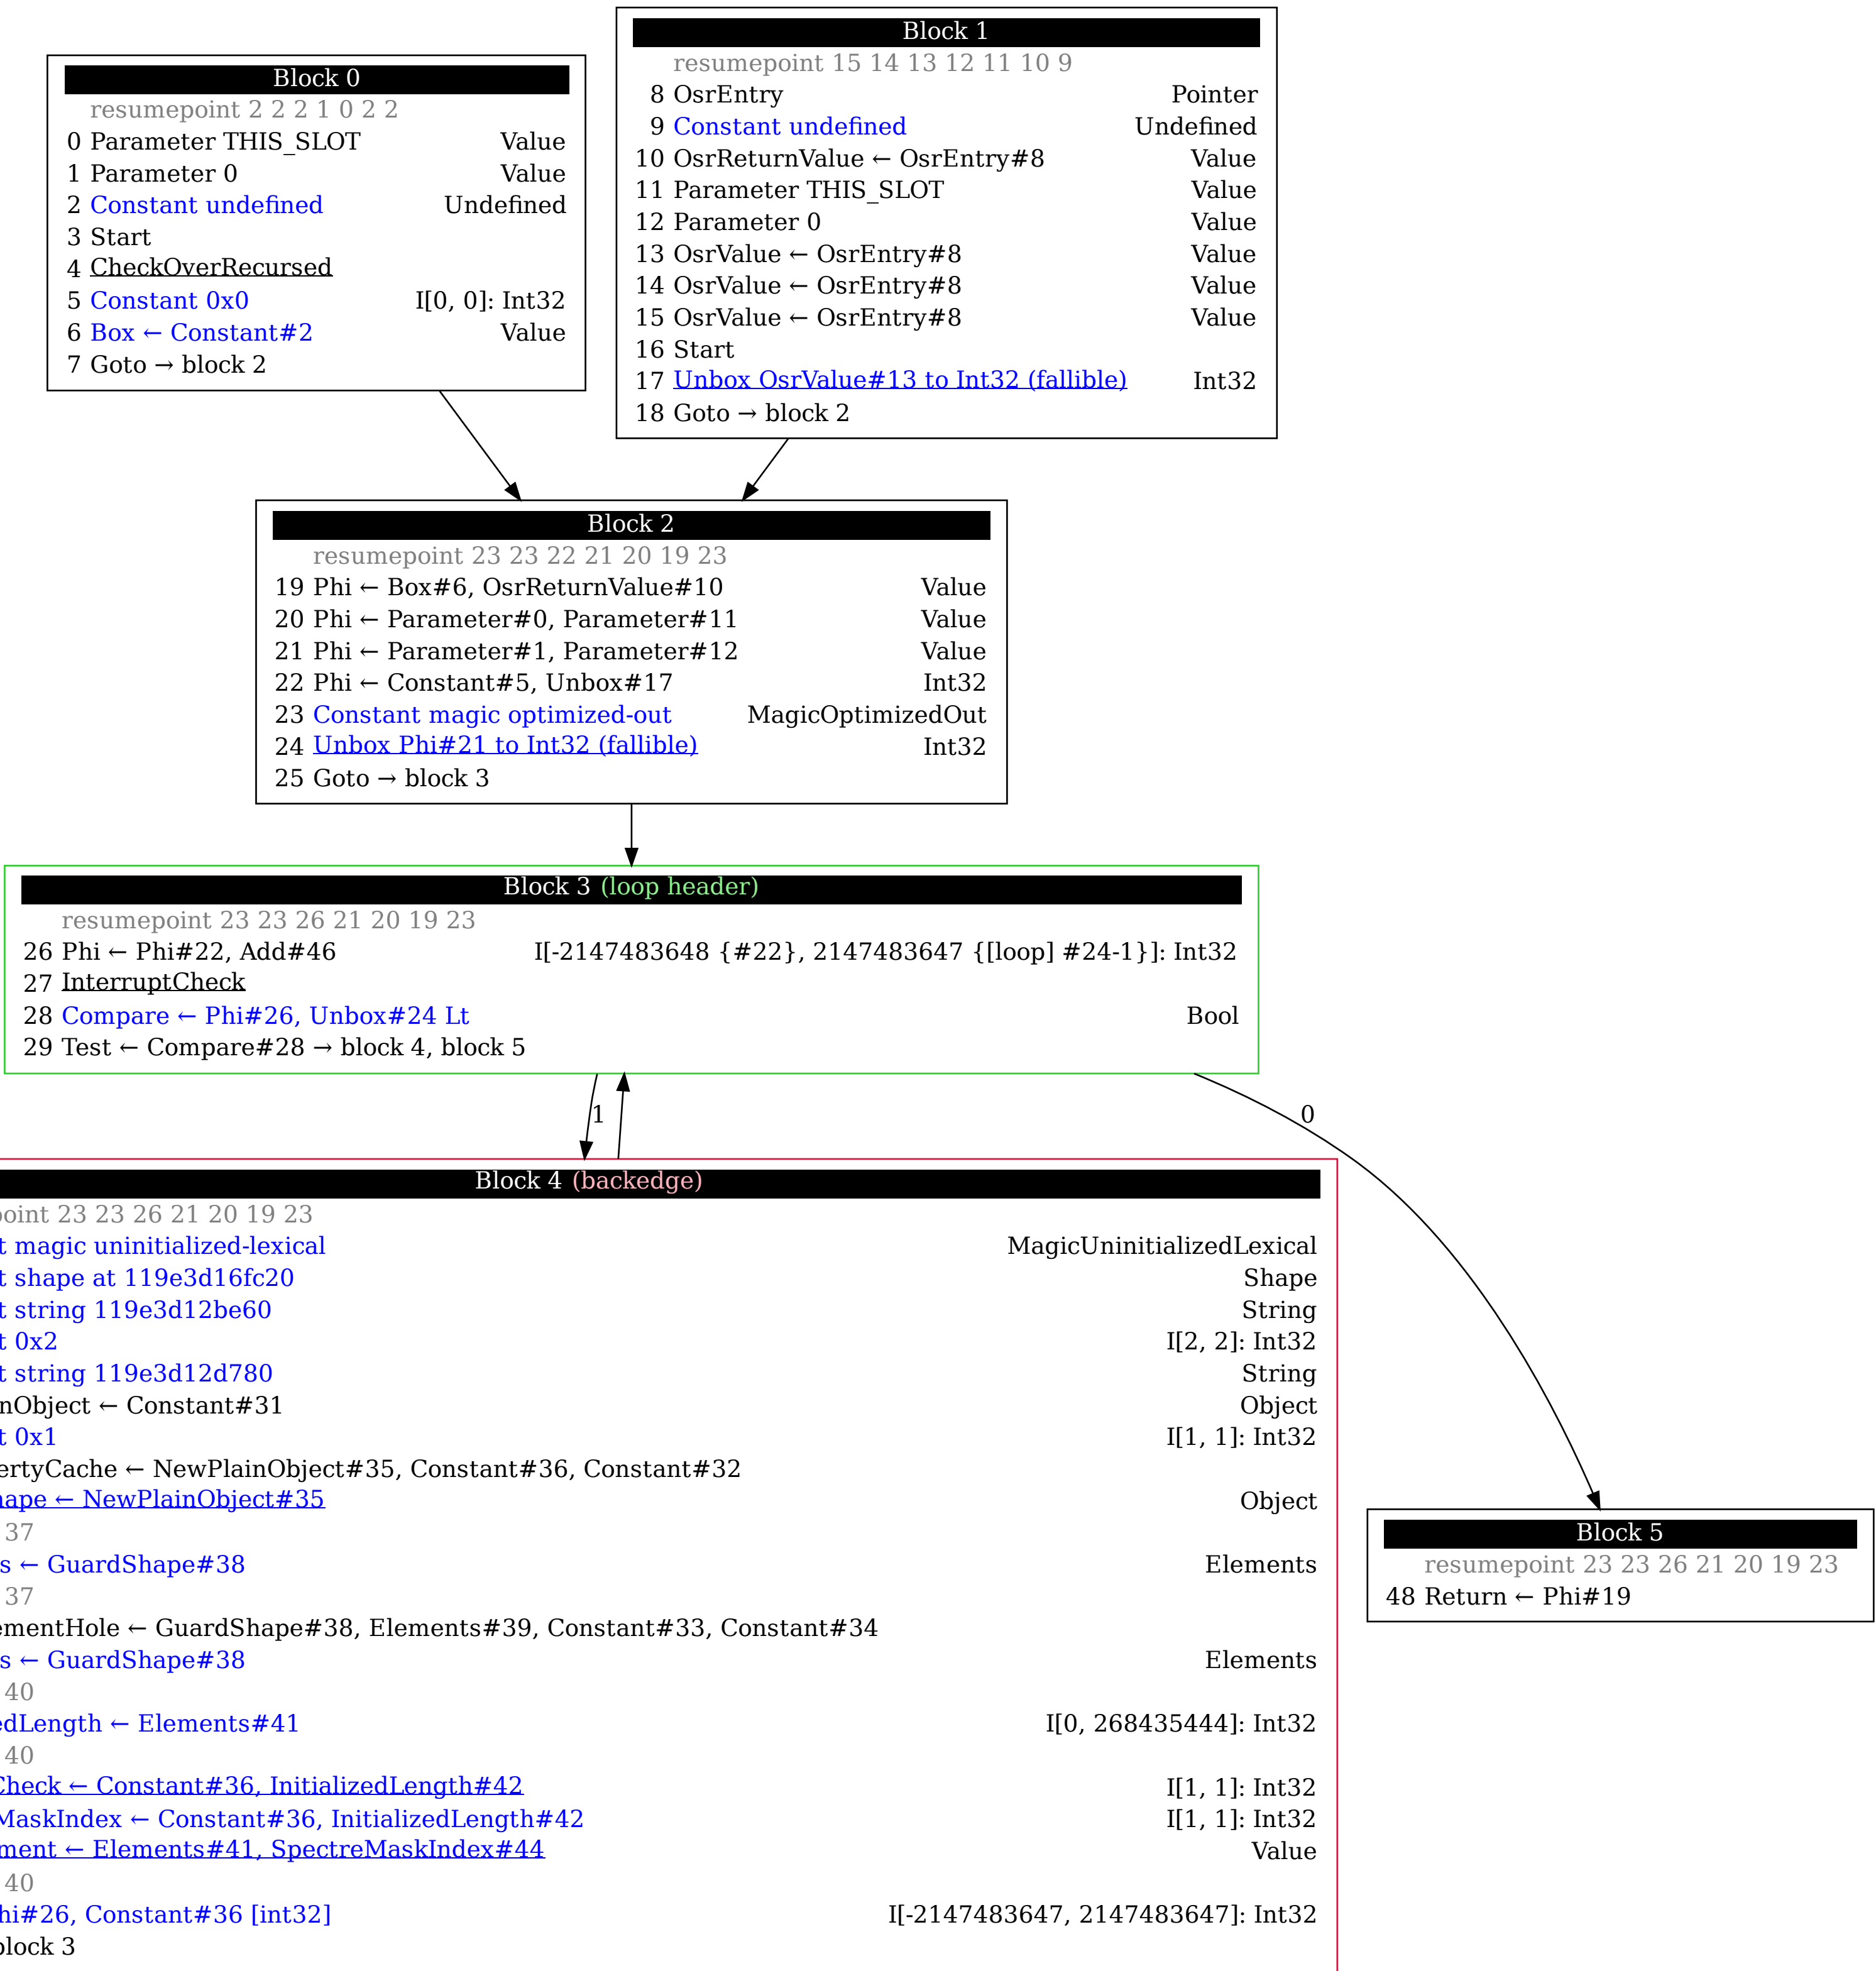 Block 0
resumepoint 2 2 2 1 0 2 2
0 Parameter THIS_SLOT Value
1 Parameter 0 Value
2 Constant undefined Undefined
3 Start
4 CheckOverRecursed
5 Constant 0x0 I[0, 0]: Int32
6 Box ← Constant#2 Value
7 Goto → block 2
Block 1
resumepoint 15 14 13 12 11 10 9
8 OsrEntry Pointer
9 Constant undefined Undefined
10 OsrReturnValue ← OsrEntry#8 Value
11 Parameter THIS_SLOT Value
12 Parameter 0 Value
13 OsrValue ← OsrEntry#8 Value
14 OsrValue ← OsrEntry#8 Value
15 OsrValue ← OsrEntry#8 Value
16 Start
17 Unbox OsrValue#13 to Int32 (fallible) Int32
18 Goto → block 2
Block 2
resumepoint 23 23 22 21 20 19 23
19 Phi ← Box#6, OsrReturnValue#10 Value
20 Phi ← Parameter#0, Parameter#11 Value
21 Phi ← Parameter#1, Parameter#12 Value
22 Phi ← Constant#5, Unbox#17 Int32
23 Constant magic optimized-out MagicOptimizedOut
24 Unbox Phi#21 to Int32 (fallible) Int32
25 Goto → block 3
Block 3 (loop header)
resumepoint 23 23 26 21 20 19 23
26 Phi ← Phi#22, Add#46 I[-2147483648 {#22}, 2147483647 {[loop] #24-1}]: Int32
27 InterruptCheck
28 Compare ← Phi#26, Unbox#24 Lt Bool
29 Test ← Compare#28 → block 4, block 5
1
0
Block 4 (backedge)
point 23 23 26 21 20 19 23
t magic uninitialized-lexical MagicUninitializedLexical
t shape at 119e3d16fc20 Shape
t string 119e3d12be60 String
t 0x2 I[2, 2]: Int32
t string 119e3d12d780 String
nObject ← Constant#31 Object
t 0x1 I[1, 1]: Int32
ertyCache ← NewPlainObject#35, Constant#36, Constant#32
hape ← NewPlainObject#35 Object
37
s ← GuardShape#38 Elements
37
ementHole ← GuardShape#38, Elements#39, Constant#33, Constant#34
s ← GuardShape#38 Elements
40
edLength ← Elements#41 I[0, 268435444]: Int32
40
Check ← Constant#36, InitializedLength#42 I[1, 1]: Int32
MaskIndex ← Constant#36, InitializedLength#42 I[1, 1]: Int32
ment ← Elements#41, SpectreMaskIndex#44 Value
40
hi#26, Constant#36 [int32] I[-2147483647, 2147483647]: Int32
block 3
Block 5
resumepoint 23 23 26 21 20 19 23
48 Return ← Phi#19